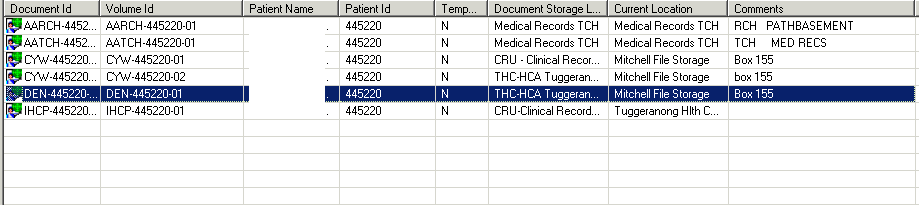 Document Id Volume Id Patient Name Patient Id Temp... Document Storage L... Current Location Comments
AARCH-4452... AARCH-445220-01 . 445220 N Medical Records TCH Medical Records TCH RCH PATHBASEMENT
AATCH-4452... AATCH-445220-01 . 445220 N Medical Records TCH Medical Records TCH TCH MED RECS
CYW-445220... CYW-445220-01 . 445220 N CRU - Clinical Recor... Mitchell File Storage Box 155
CYW-445220... CYW-445220-02 . 445220 N THC-HCA Tuggeran... Mitchell File Storage box 155
DEN-445220-... DEN-445220-01 . 445220 N THC-HCA Tuggeran... Mitchell File Storage Box 155
IHCP-445220... IHCP-445220-01 . 445220 N CRU-Clinical Record... Tuggeranong Hlth C...